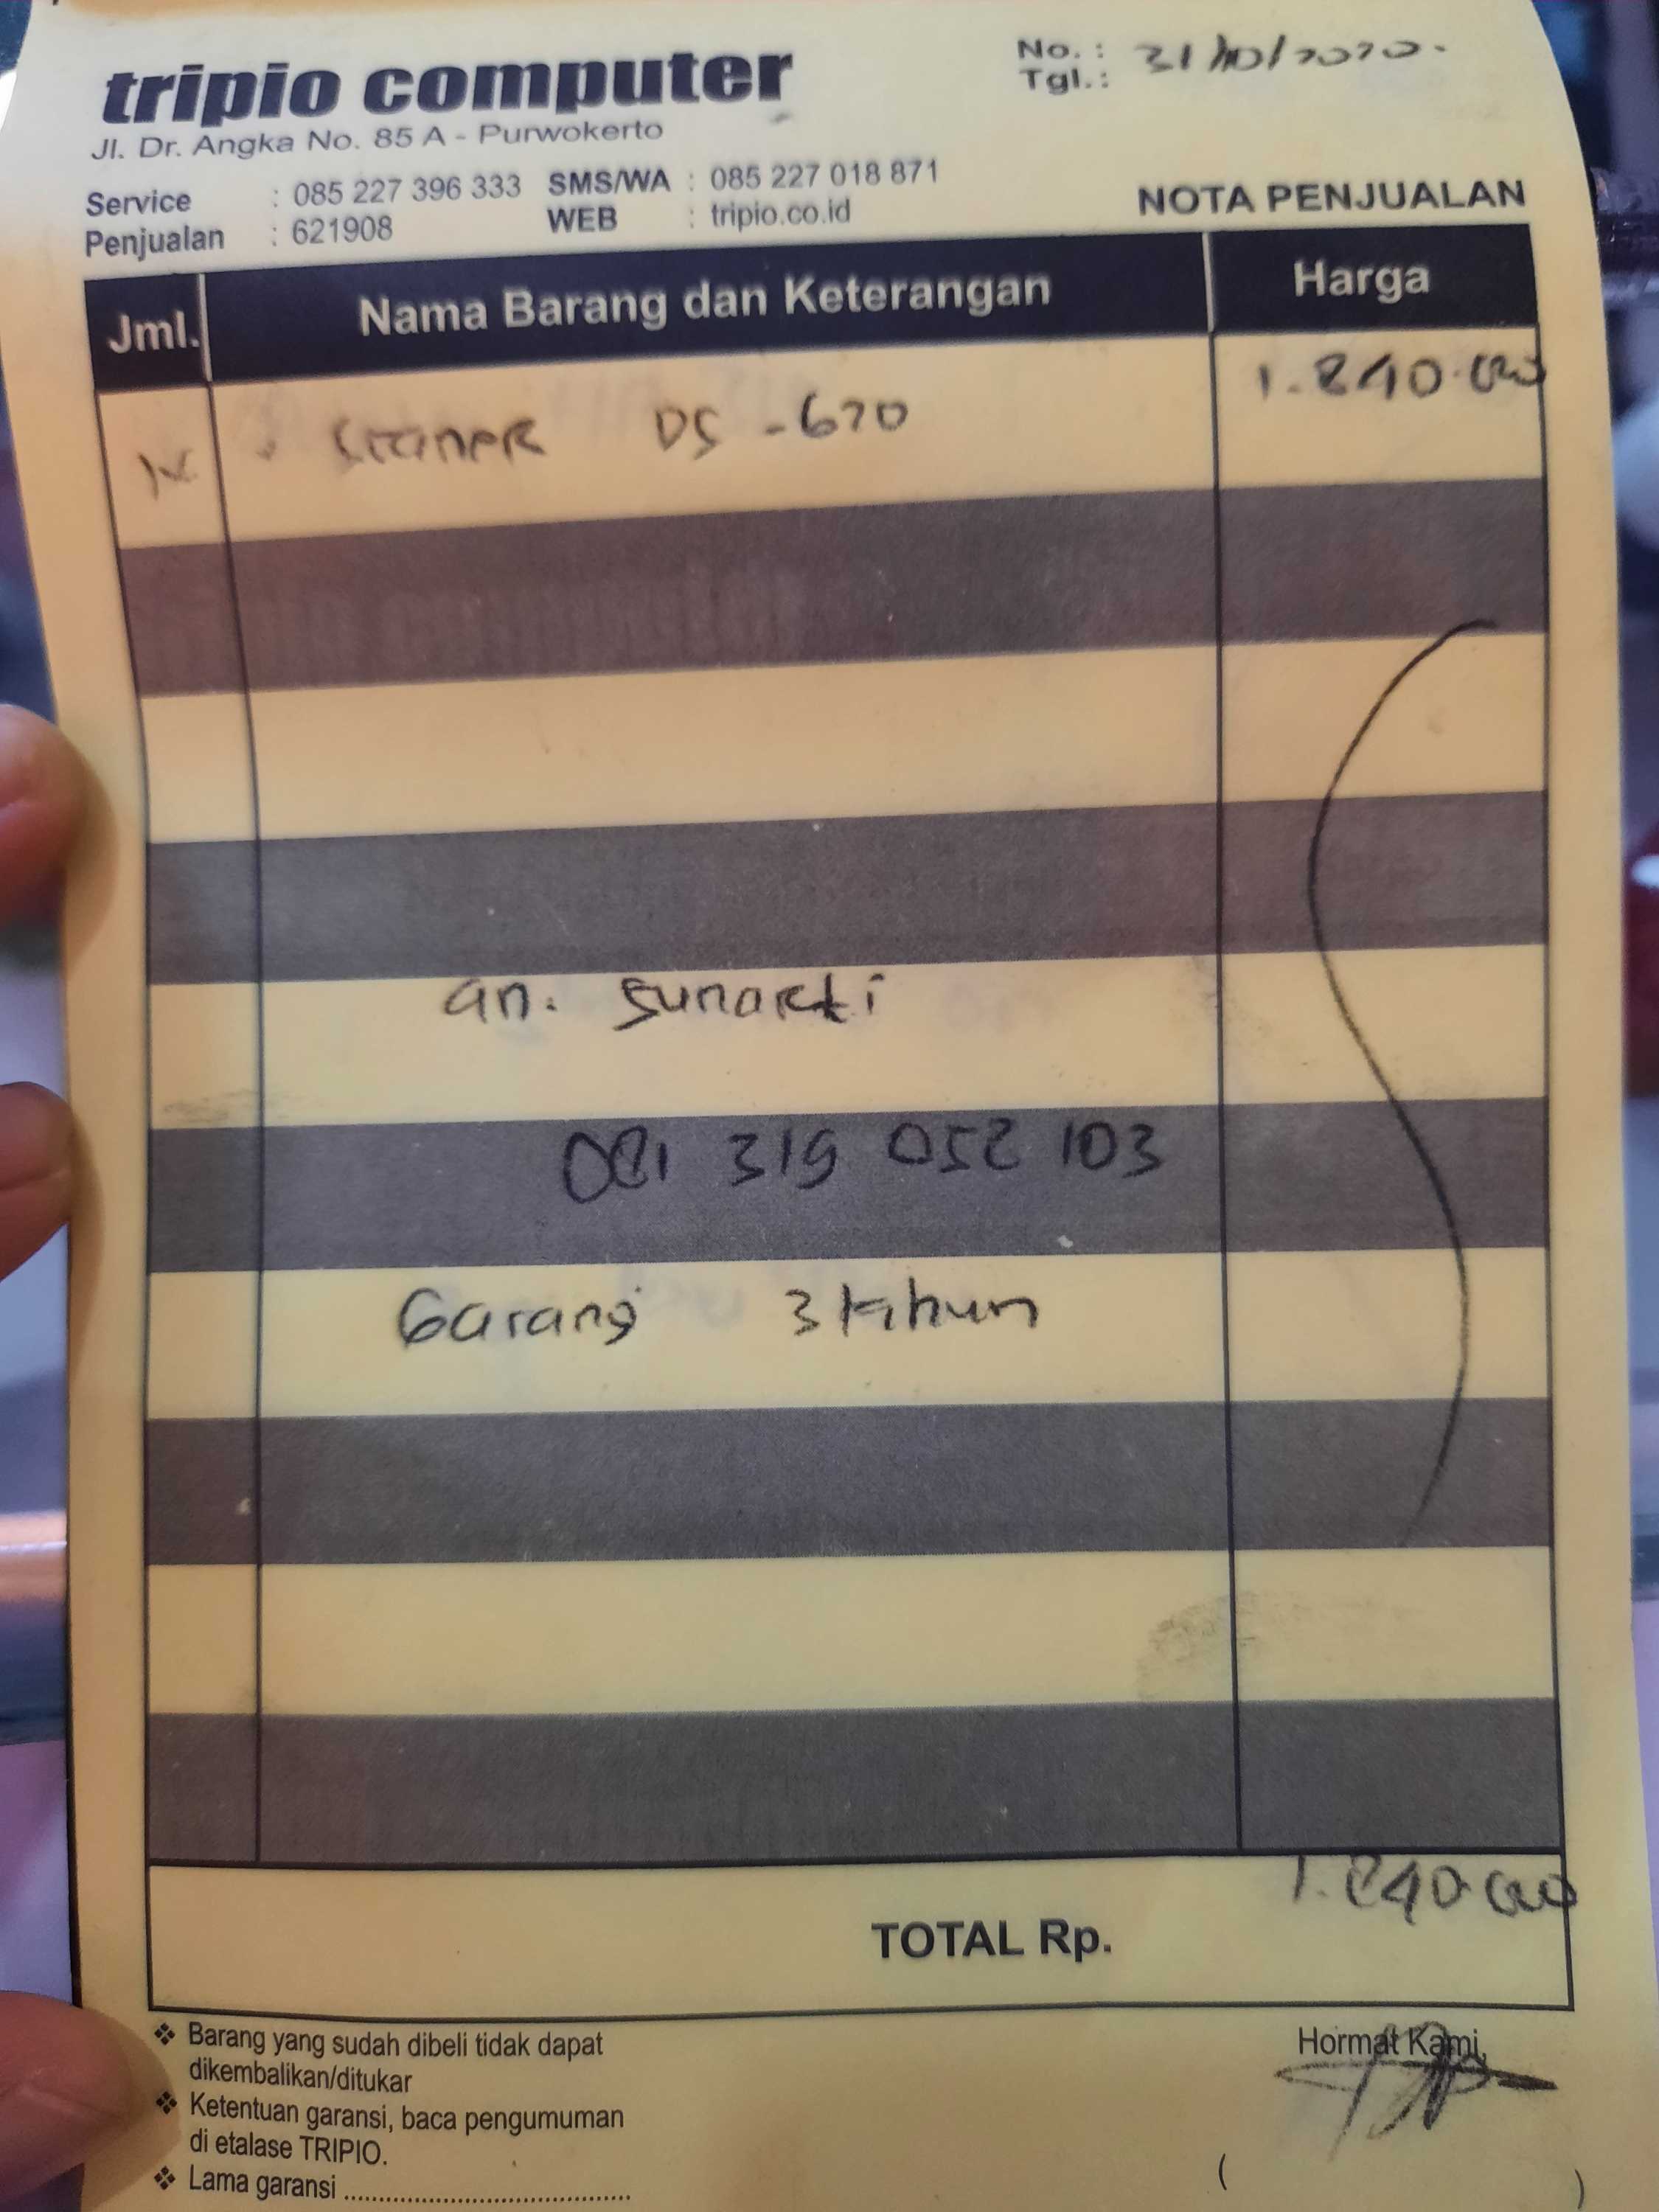 tripio computer
Jl. Dr. Angka No. 85 A - Purwokerto
No. :
Tgl.: 31/10/2020.
Service : 085 227 396 333 SMS/WA : 085 227 018 871
Penjualan : 621908 WEB : tripio.co.id
NOTA PENJUALAN
Jml. Nama Barang dan Keterangan Harga
Scaner DS - 670 1.840.000
an. Sunarti
081 319 052 103
Garansi 3 tahun
1.840.000
TOTAL Rp.
❖ Barang yang sudah dibeli tidak dapat
dikembalikan/ditukar
❖ Ketentuan garansi, baca pengumuman
di etalase TRIPIO.
❖ Lama garansi ..........................................
Hormat Kami,
( )